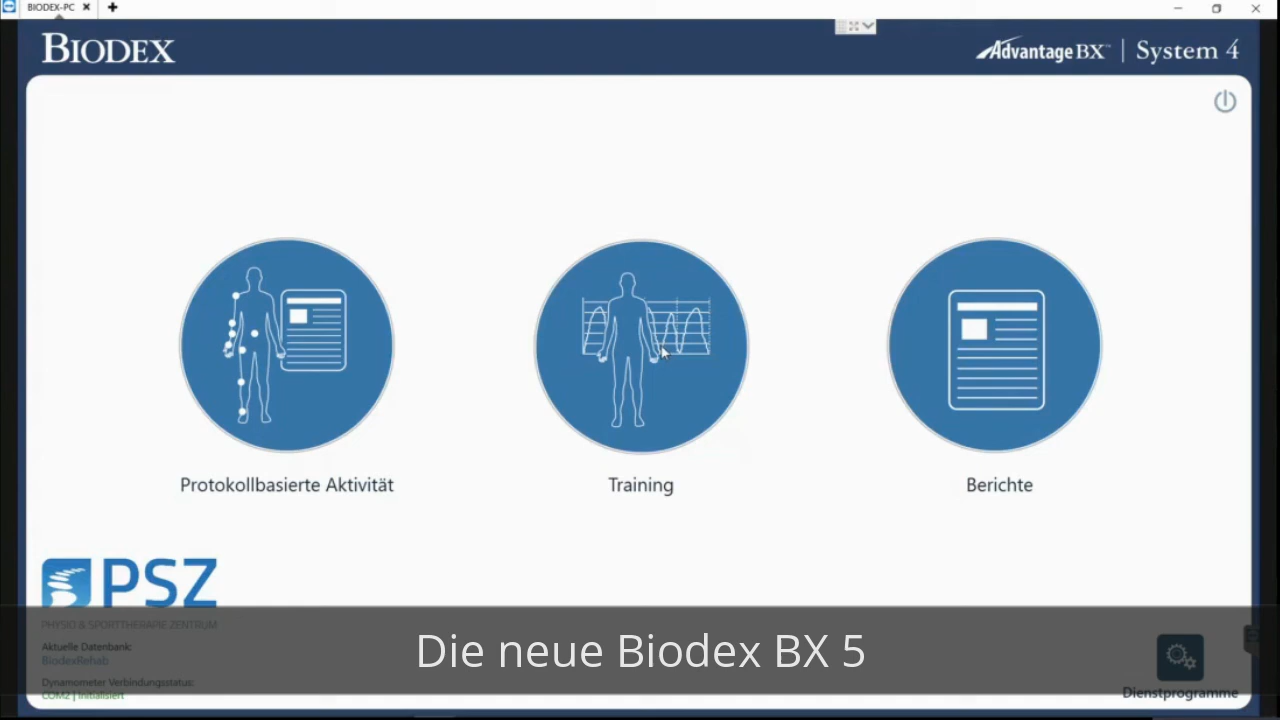 BIODEX-PC
BIODEX
Advantage BX™ | System 4
Protokollbasierte Aktivität
Training
Berichte
PSZ
PHYSIO & SPORTTHERAPIE ZENTRUM
Aktuelle Datenbank:
BiodexRehab
Dynamometer Verbindungsstatus:
COM2 | Initialisiert
Die neue Biodex BX 5
Dienstprogramme